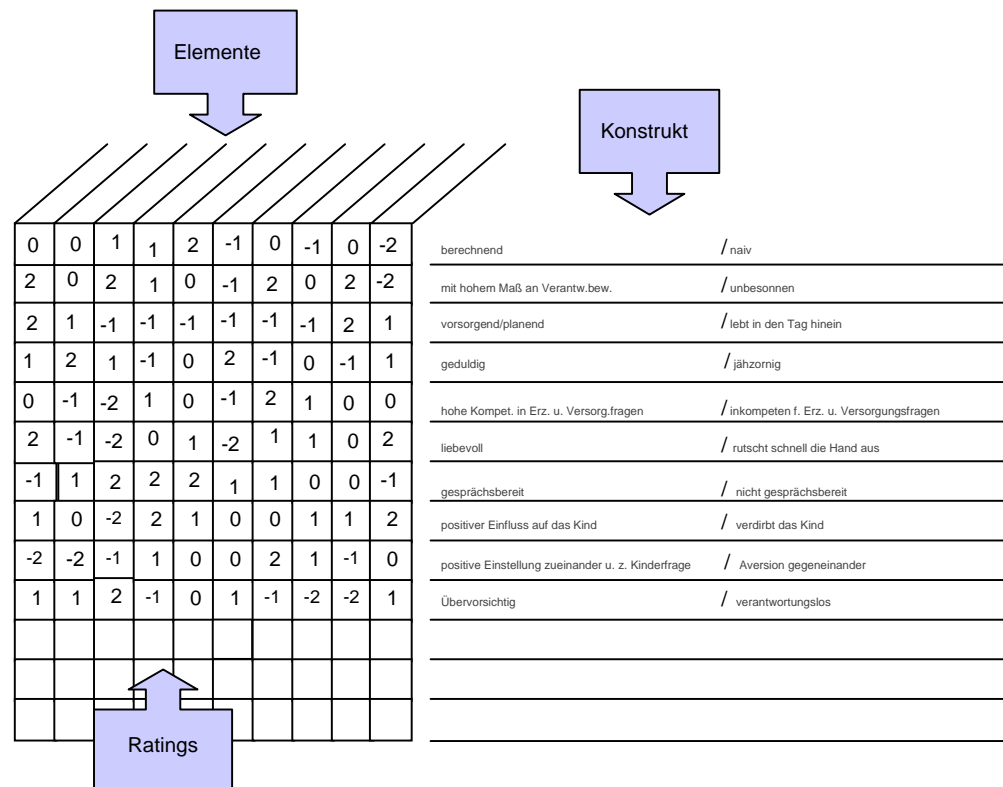 Elemente
Konstrukt
0 0 1 1 2 -1 0 -1 0 -2 berechnend / naiv
2 0 2 1 0 -1 2 0 2 -2 mit hohem Maß an Verantw.bew. / unbesonnen
2 1 -1 -1 -1 -1 -1 -1 2 1 vorsorgend/planend / lebt in den Tag hinein
1 2 1 -1 0 2 -1 0 -1 1 geduldig / jähzornig
0 -1 -2 1 0 -1 2 1 0 0 hohe Kompet. in Erz. u. Versorg.fragen / inkompeten f. Erz. u. Versorgungsfragen
2 -1 -2 0 1 -2 1 1 0 2 liebevoll / rutscht schnell die Hand aus
-1 1 2 2 2 1 1 0 0 -1 gesprächsbereit / nicht gesprächsbereit
1 0 -2 2 1 0 0 1 1 2 positiver Einfluss auf das Kind / verdirbt das Kind
-2 -2 -1 1 0 0 2 1 -1 0 positive Einstellung zueinander u. z. Kinderfrage / Aversion gegeneinander
1 1 2 -1 0 1 -1 -2 -2 1 Übervorsichtig / verantwortungslos
Ratings